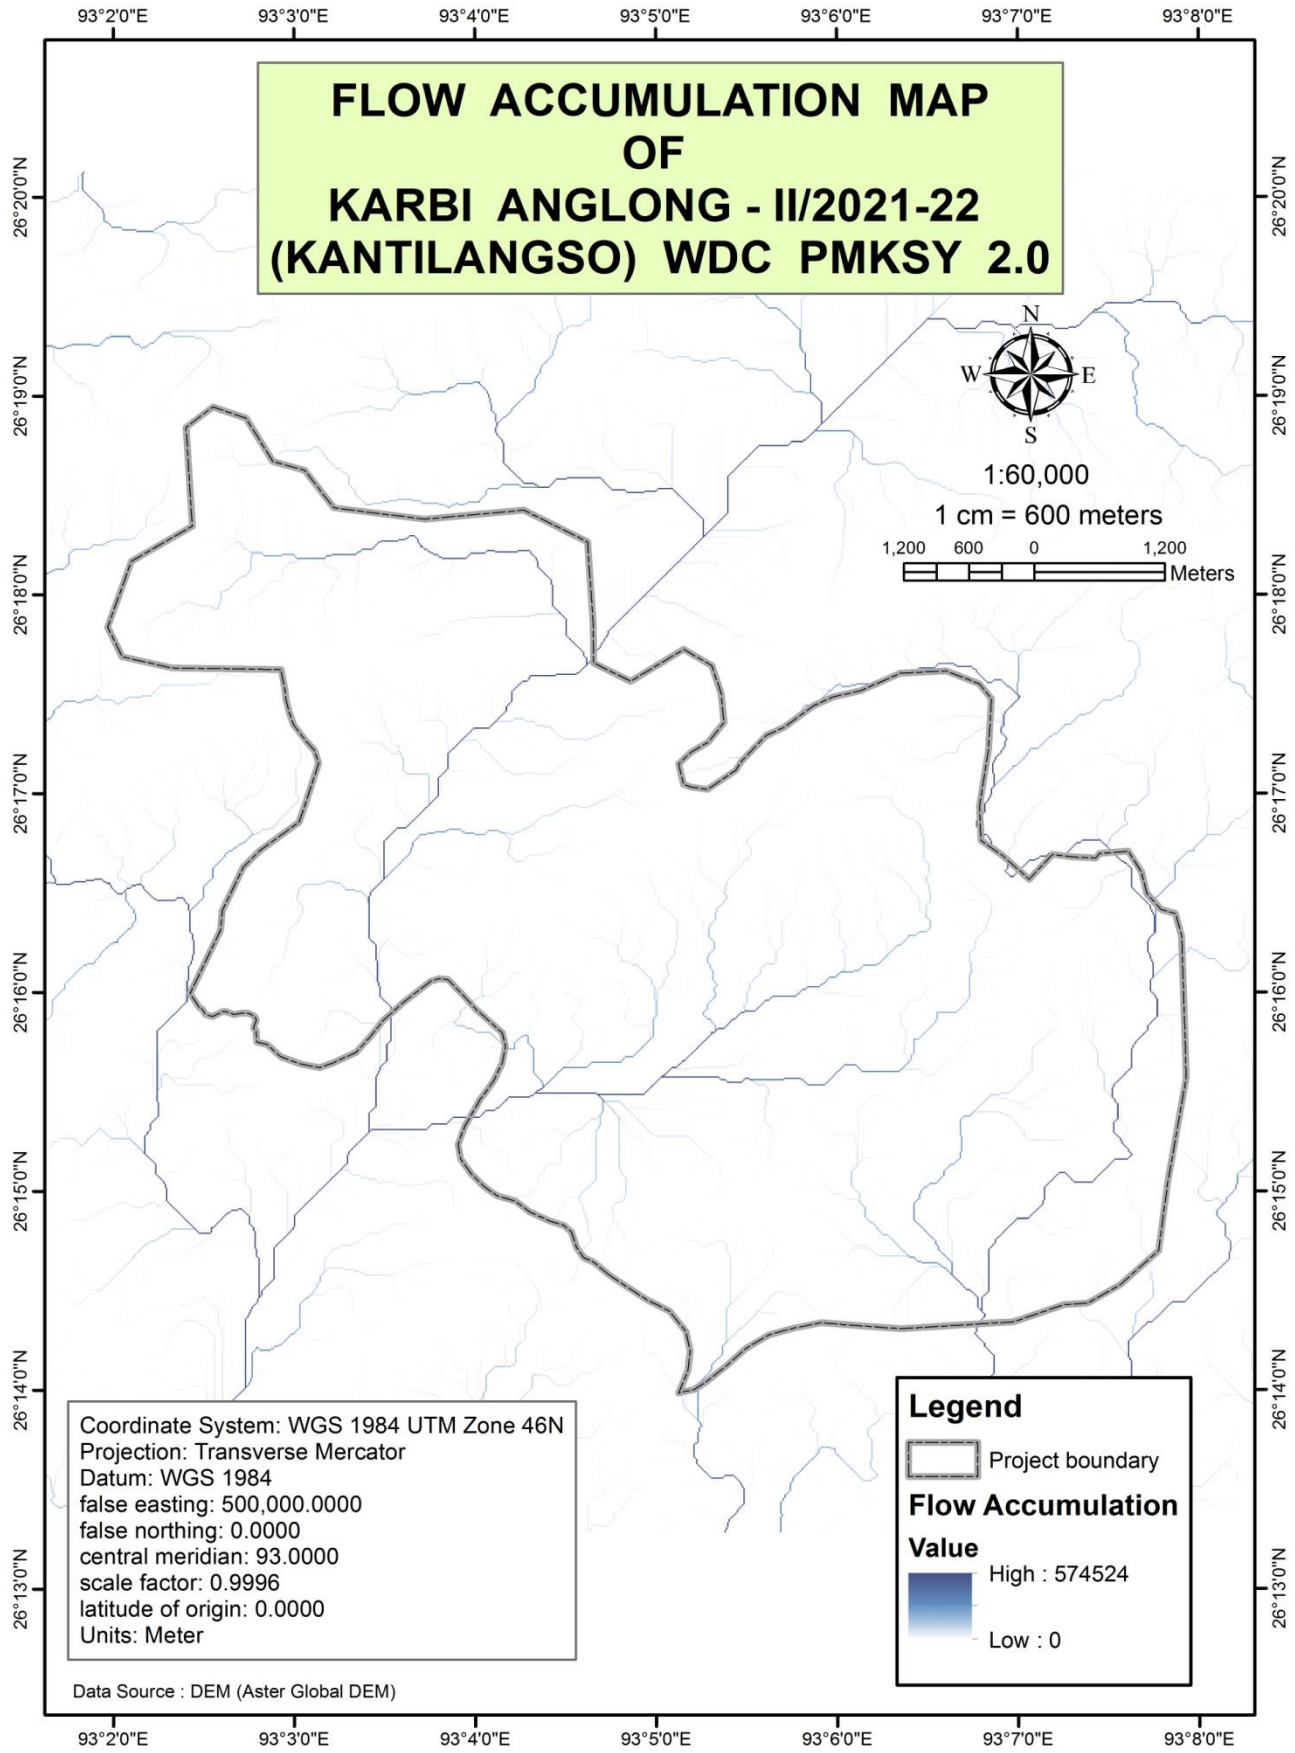 93°2'0"E 93°3'0"E 93°4'0"E 93°5'0"E 93°6'0"E 93°7'0"E 93°8'0"E
FLOW ACCUMULATION MAP
OF
KARBI ANGLONG - II/2021-22
(KANTILANGSO) WDC PMKSY 2.0
26°20'0"N 26°20'0"N
N
26°19'0"N W E 26°19'0"N
S
1:60,000
1 cm = 600 meters
1,200 600 0 1,200
Meters
26°18'0"N 26°18'0"N
26°17'0"N 26°17'0"N
26°16'0"N 26°16'0"N
26°15'0"N 26°15'0"N
26°14'0"N 26°14'0"N
Coordinate System: WGS 1984 UTM Zone 46N
Projection: Transverse Mercator
Datum: WGS 1984
false easting: 500,000.0000
false northing: 0.0000
central meridian: 93.0000
scale factor: 0.9996
latitude of origin: 0.0000
Units: Meter
Legend
Project boundary
Flow Accumulation
Value
High : 574524
Low : 0
26°13'0"N 26°13'0"N
Data Source : DEM (Aster Global DEM)
93°2'0"E 93°3'0"E 93°4'0"E 93°5'0"E 93°6'0"E 93°7'0"E 93°8'0"E